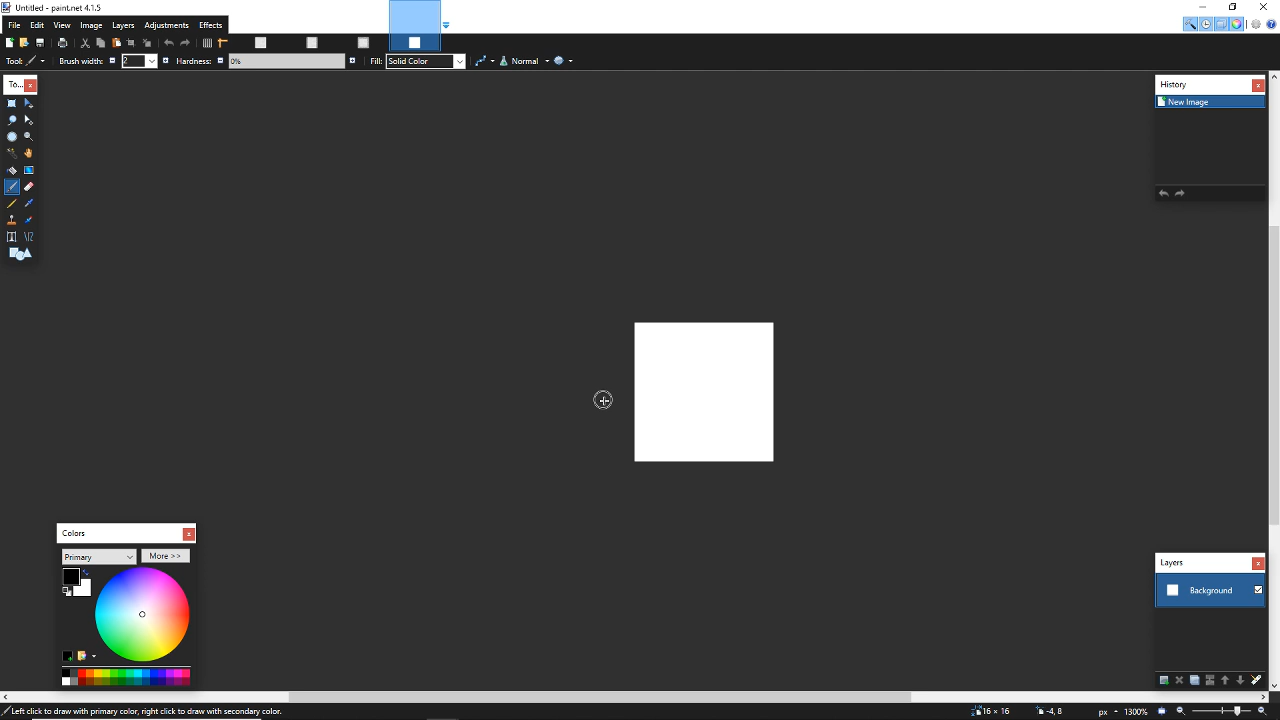 Untitled - paint.net 4.1.5
File Edit View Image Layers Adjustments Effects
Tool: Brush width: 2 Hardness: 0% Fill: Solid Color Normal
To...
History
New Image
Colors
Primary More >>
Layers
Background
Left click to draw with primary color, right click to draw with secondary color. 16 × 16 -4, 8 px 1300%